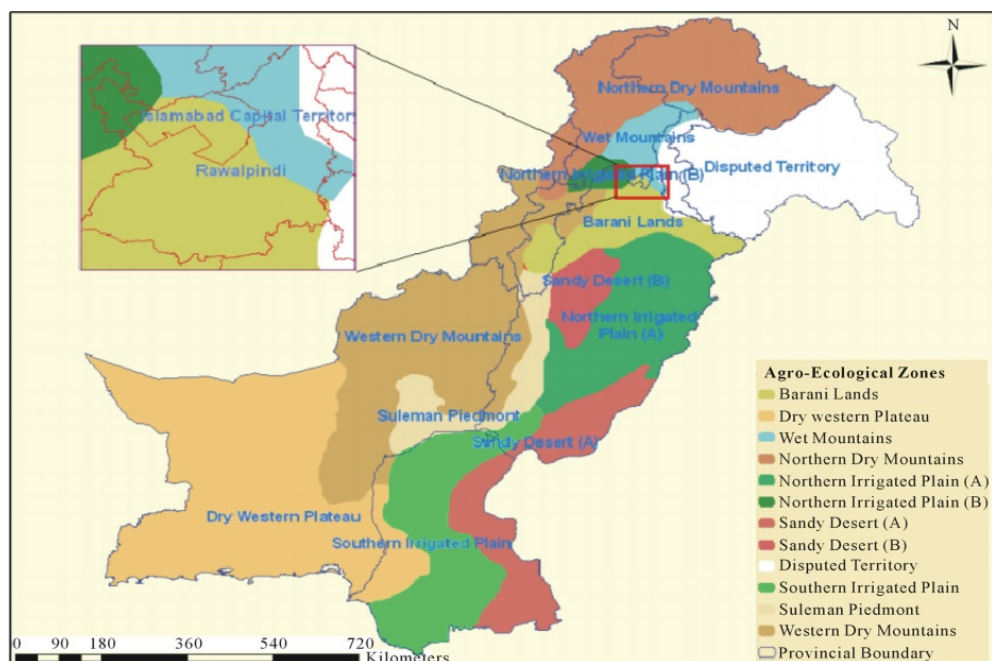 N
Islamabad Capital Territory
Rawalpindi
Northern Dry Mountains
Wet Mountains
Disputed Territory
Northern Irrigated Plain (B)
Barani Lands
Sandy Desert (B)
Northern Irrigated
Plain (A)
Western Dry Mountains
Suleman Piedmont
Sandy Desert (A)
Dry Western Plateau
Southern Irrigated Plain
Agro-Ecological Zones
Barani Lands
Dry western Plateau
Wet Mountains
Northern Dry Mountains
Northern Irrigated Plain (A)
Northern Irrigated Plain (B)
Sandy Desert (A)
Sandy Desert (B)
Disputed Territory
Southern Irrigated Plain
Suleman Piedmont
Western Dry Mountains
Provincial Boundary
0 90 180 360 540 720
Kilometers